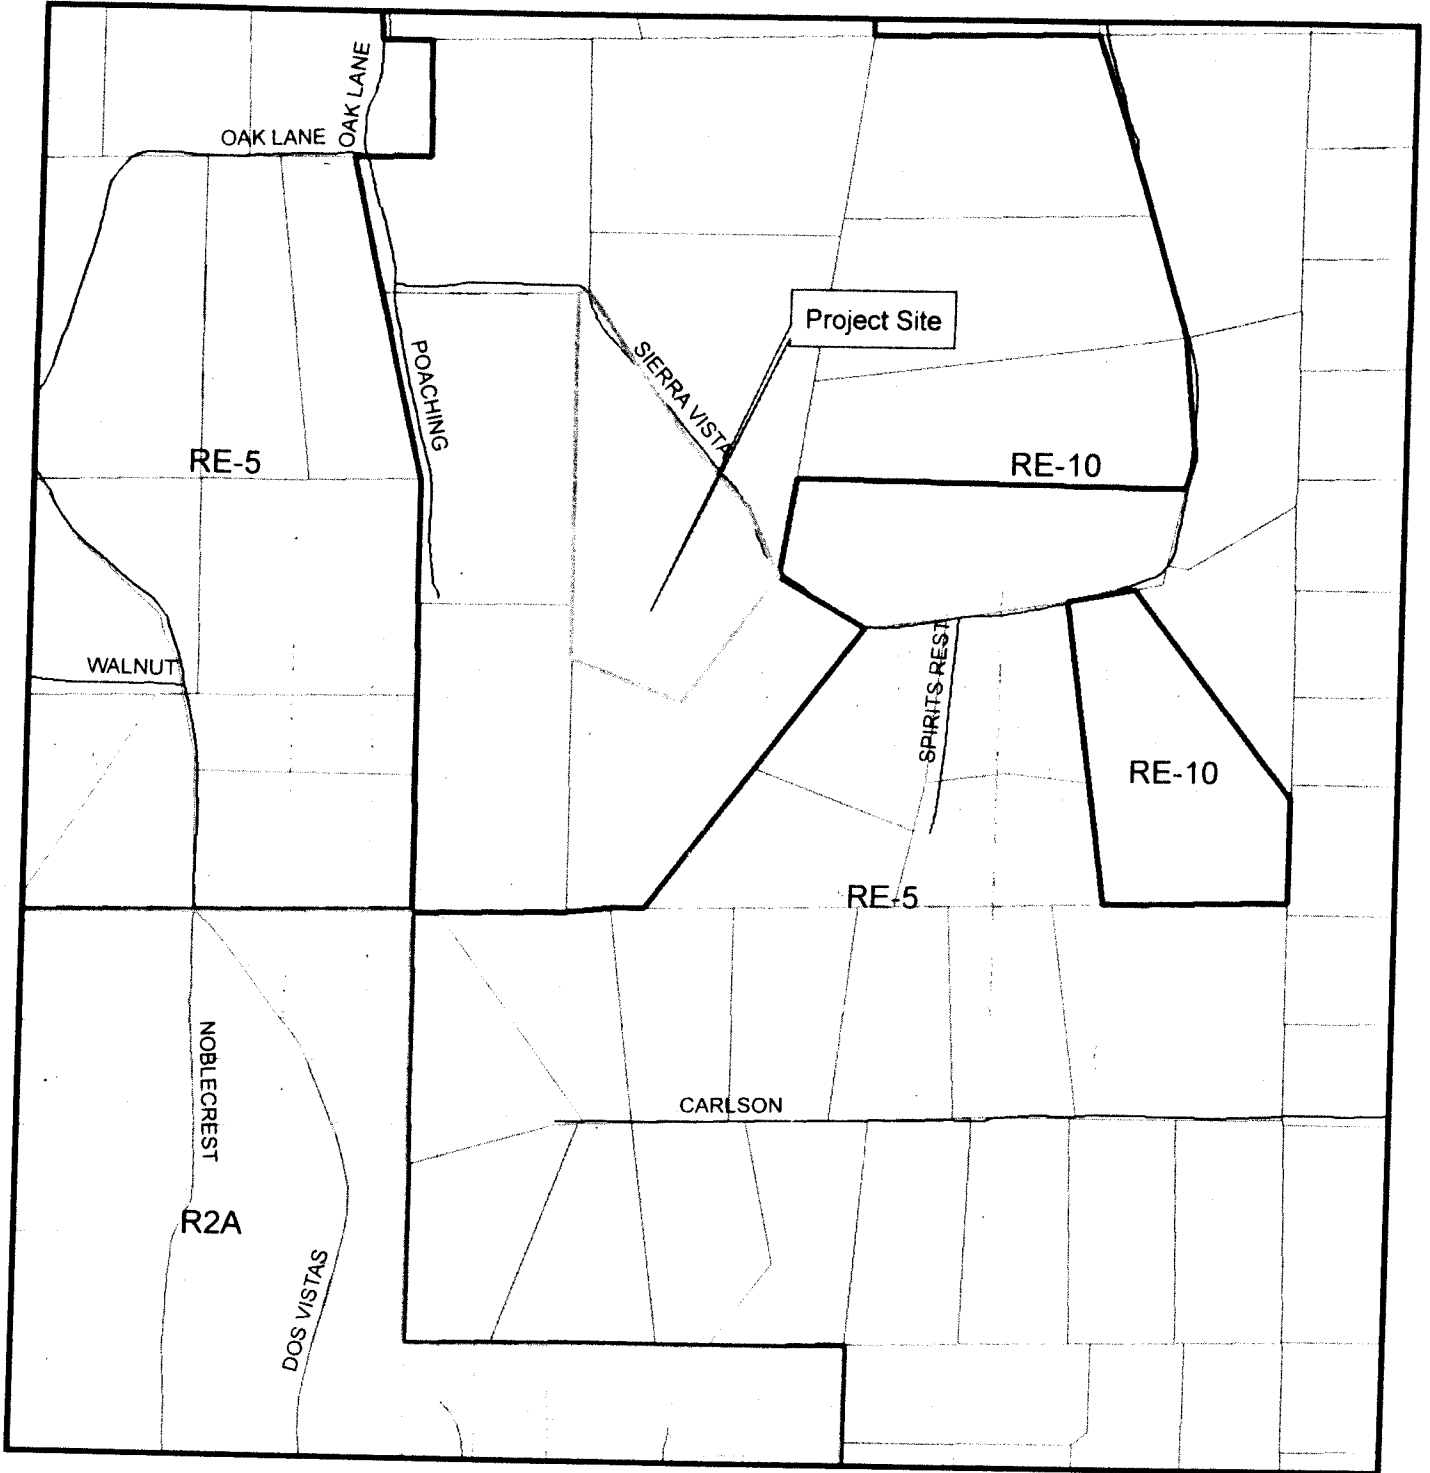 OAK LANE
OAK LANE
Project Site
POACHING
SIERRA VISTA
RE-5
RE-10
WALNUT
SPIRITS REST
RE-10
RE-5
NOBLECREST
CARLSON
R2A
DOS VISTAS